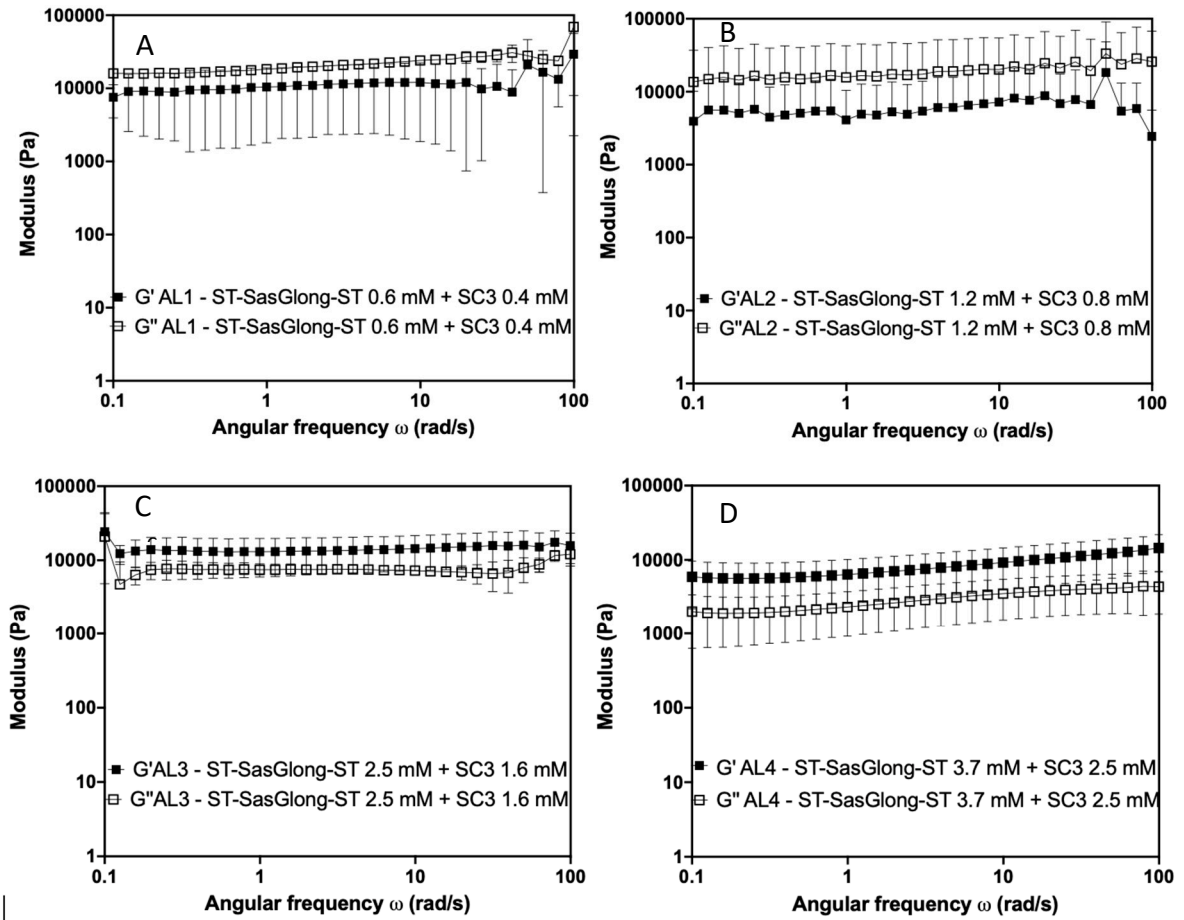 A
100000
10000
1000
100
10
1
Modulus (Pa)
G' AL1 - ST-SasGlong-ST 0.6 mM + SC3 0.4 mM
G" AL1 - ST-SasGlong-ST 0.6 mM + SC3 0.4 mM
0.1 1 10 100
Angular frequency ω (rad/s)
B
100000
10000
1000
100
10
1
Modulus (Pa)
G'AL2 - ST-SasGlong-ST 1.2 mM + SC3 0.8 mM
G"AL2 - ST-SasGlong-ST 1.2 mM + SC3 0.8 mM
0.1 1 10 100
Angular frequency ω (rad/s)
C
100000
10000
1000
100
10
1
Modulus (Pa)
G'AL3 - ST-SasGlong-ST 2.5 mM + SC3 1.6 mM
G"AL3 - ST-SasGlong-ST 2.5 mM + SC3 1.6 mM
0.1 1 10 100
Angular frequency ω (rad/s)
D
100000
10000
1000
100
10
1
Modulus (Pa)
G' AL4 - ST-SasGlong-ST 3.7 mM + SC3 2.5 mM
G" AL4 - ST-SasGlong-ST 3.7 mM + SC3 2.5 mM
0.1 1 10 100
Angular frequency ω (rad/s)